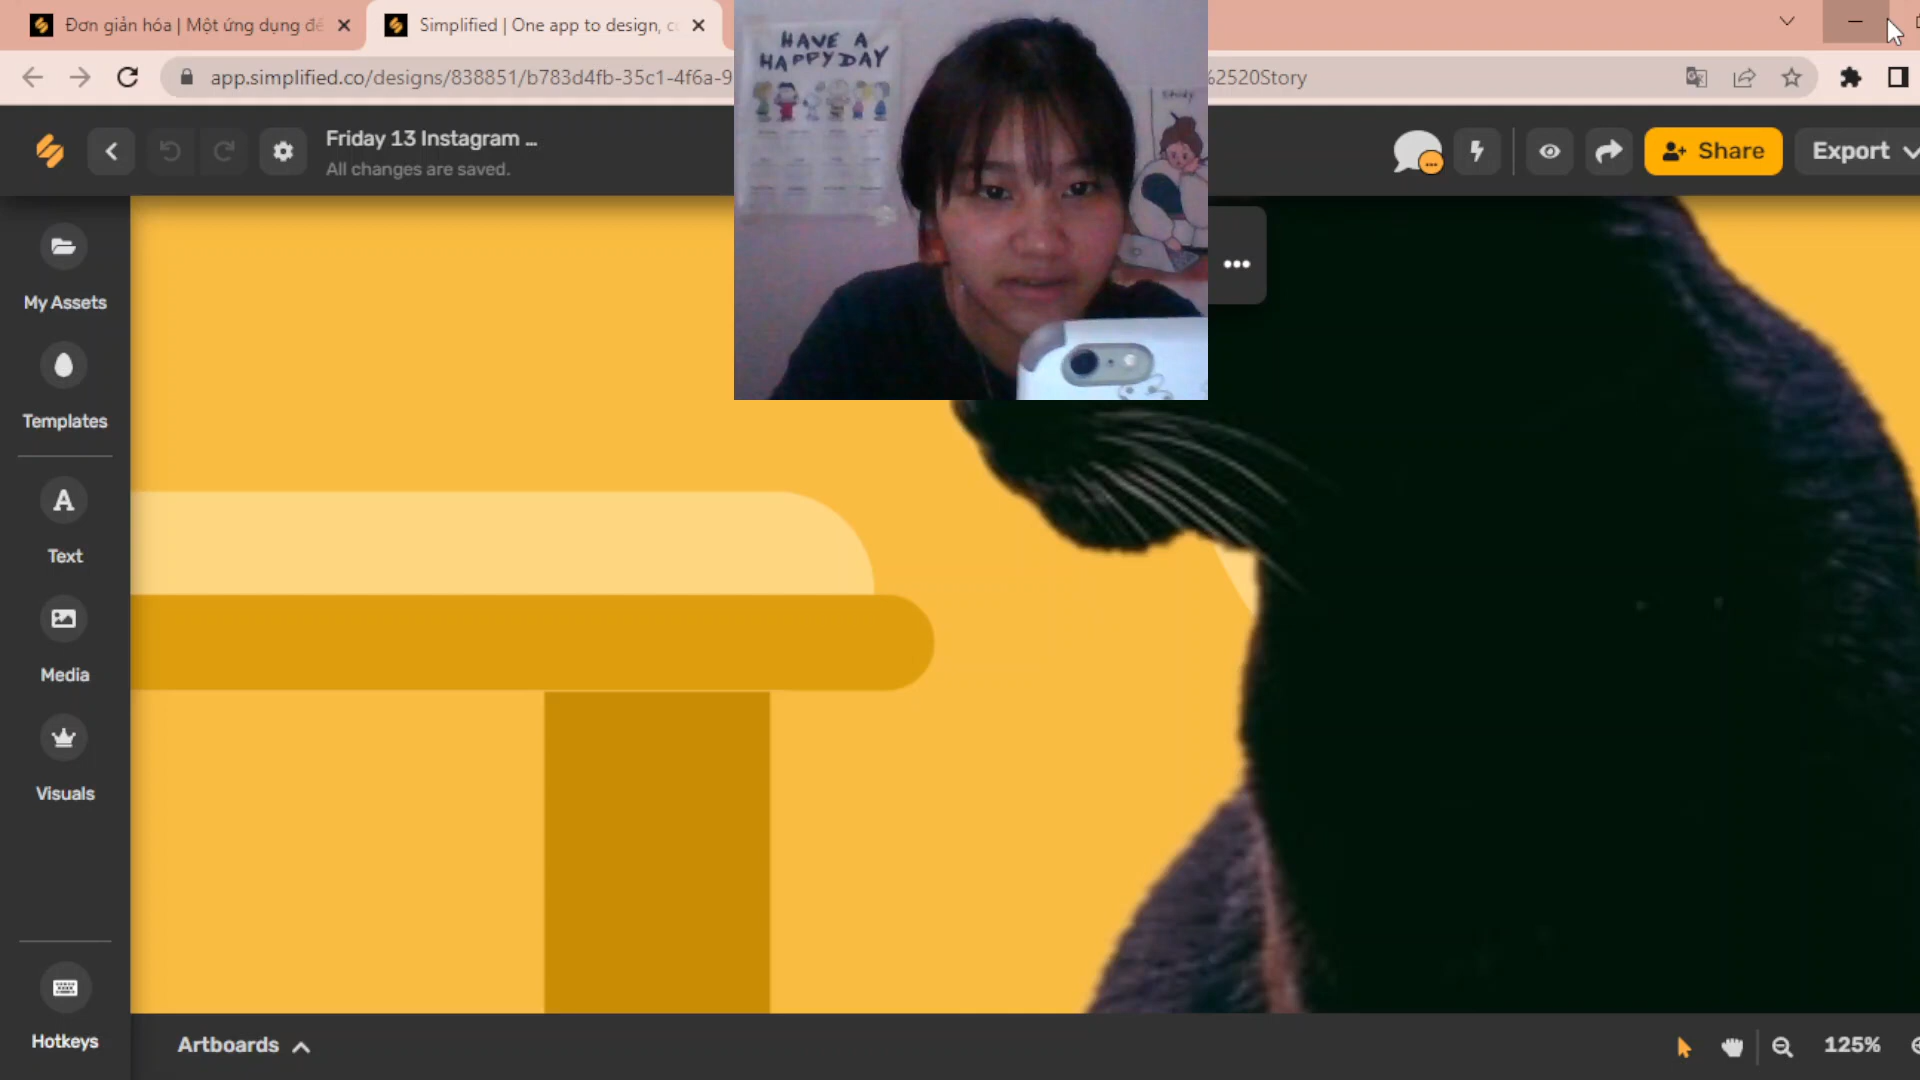 Đơn giản hóa | Một ứng dụng để
Simplified | One app to design, co
app.simplified.co/designs/838851/b783d4fb-35c1-4f6a-9
%2520Story
HAVE A
HAPPY DAY
study
Friday 13 Instagram ...
All changes are saved.
Share
Export
My Assets
Templates
Text
Media
Visuals
Hotkeys
Artboards
125%